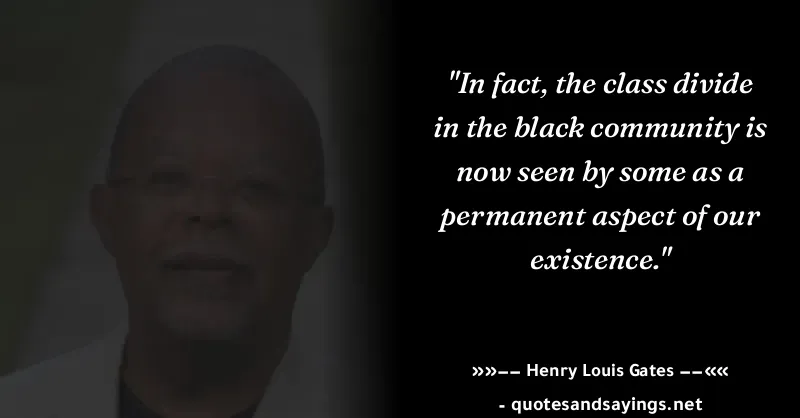 "In fact, the class divide
in the black community is
now seen by some as a
permanent aspect of our
existence."
»»–– Henry Louis Gates ––««
- quotesandsayings.net